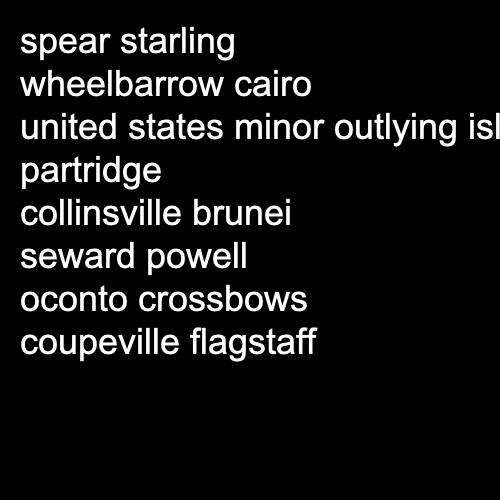 spear starling
wheelbarrow cairo
united states minor outlying isl
partridge
collinsville brunei
seward powell
oconto crossbows
coupeville flagstaff